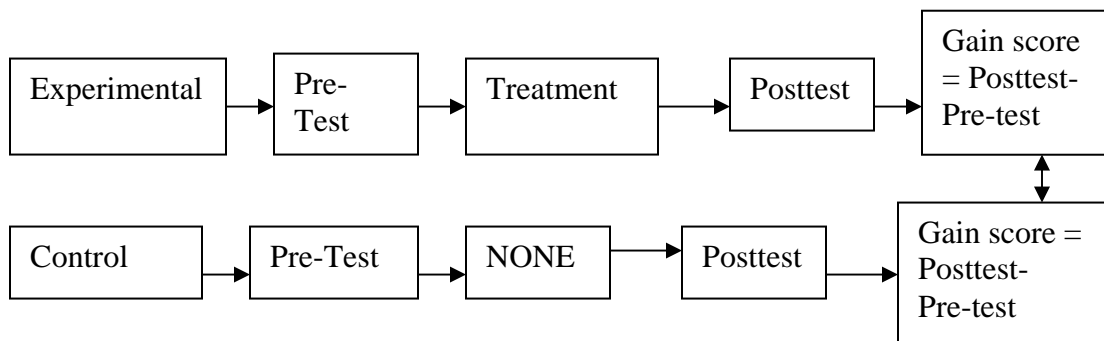 Experimental
Pre-
Test
Treatment
Posttest
Gain score
= Posttest-
Pre-test
Control
Pre-Test
NONE
Posttest
Gain score =
Posttest-
Pre-test